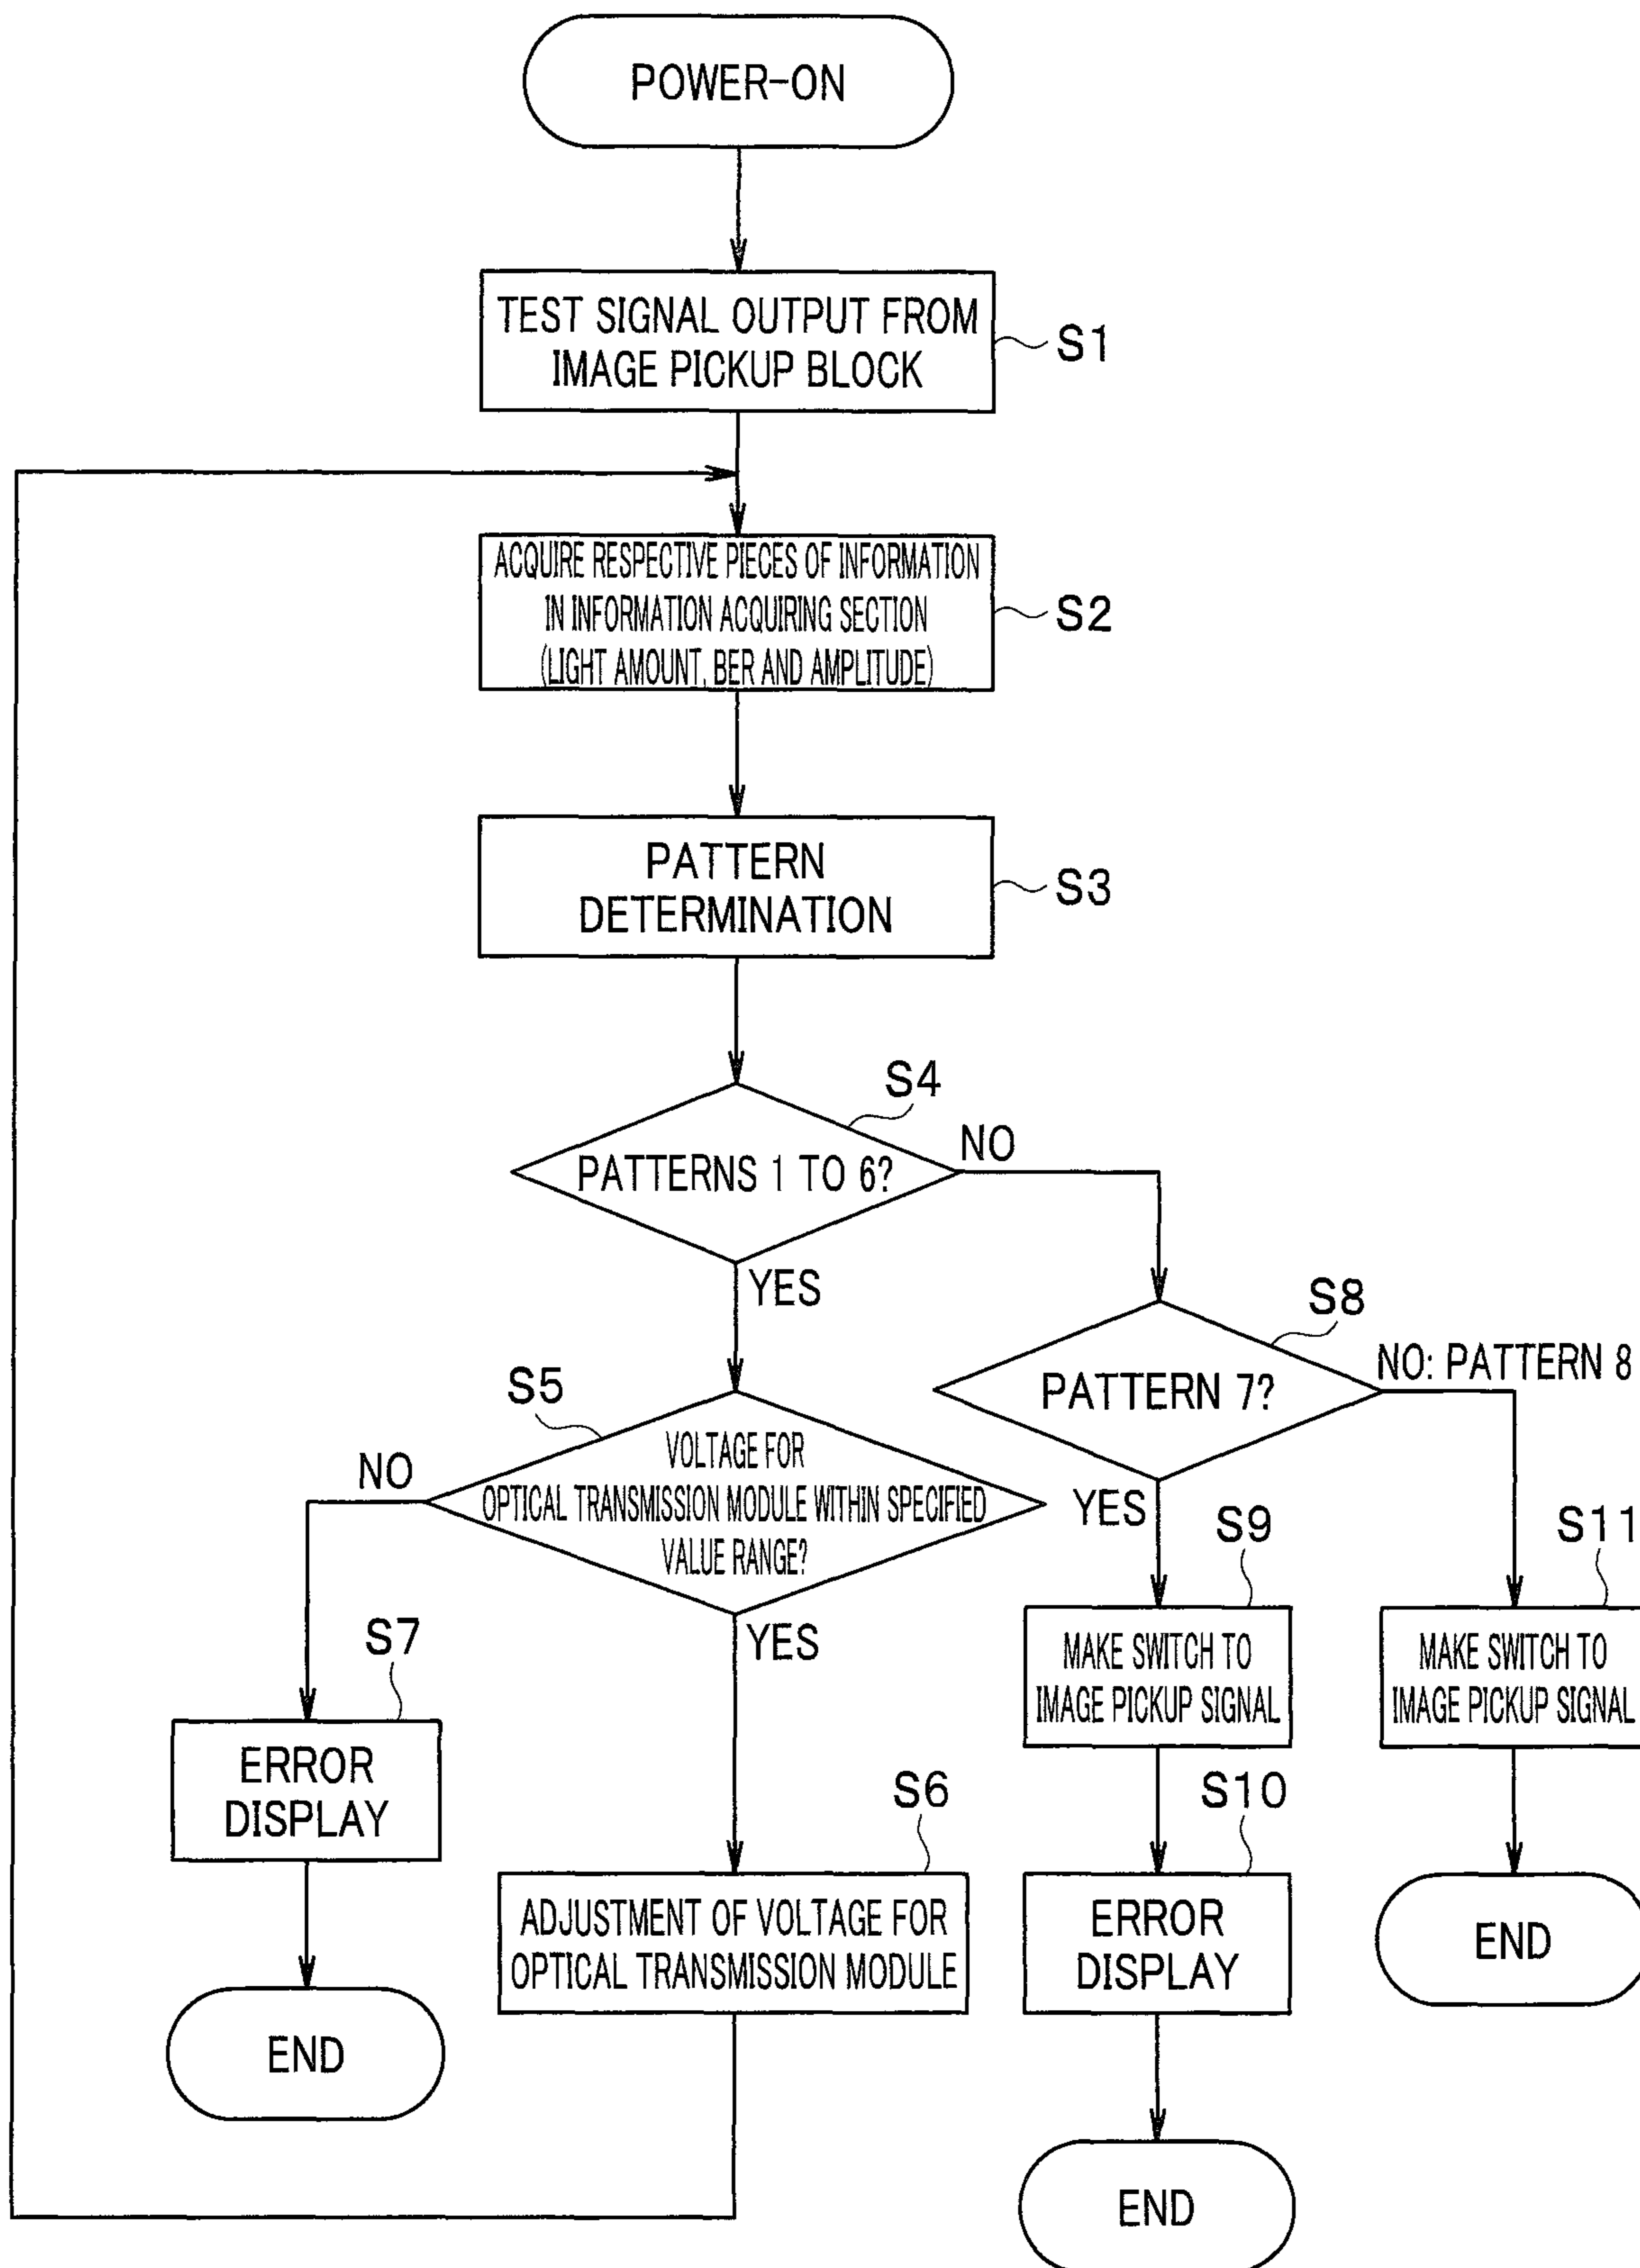 POWER-ON
TEST SIGNAL OUTPUT FROM
IMAGE PICKUP BLOCK
S1
ACQUIRE RESPECTIVE PIECES OF INFORMATION
IN INFORMATION ACQUIRING SECTION
(LIGHT AMOUNT, BER AND AMPLITUDE)
S2
PATTERN
DETERMINATION
S3
S4
PATTERNS 1 TO 6?
NO
YES
S8
PATTERN 7?
NO: PATTERN 8
S5
VOLTAGE FOR
OPTICAL TRANSMISSION MODULE WITHIN SPECIFIED
VALUE RANGE?
NO
YES
YES
S9
MAKE SWITCH TO
IMAGE PICKUP SIGNAL
S11
MAKE SWITCH TO
IMAGE PICKUP SIGNAL
S7
ERROR
DISPLAY
S6
ADJUSTMENT OF VOLTAGE FOR
OPTICAL TRANSMISSION MODULE
S10
ERROR
DISPLAY
END
END
END